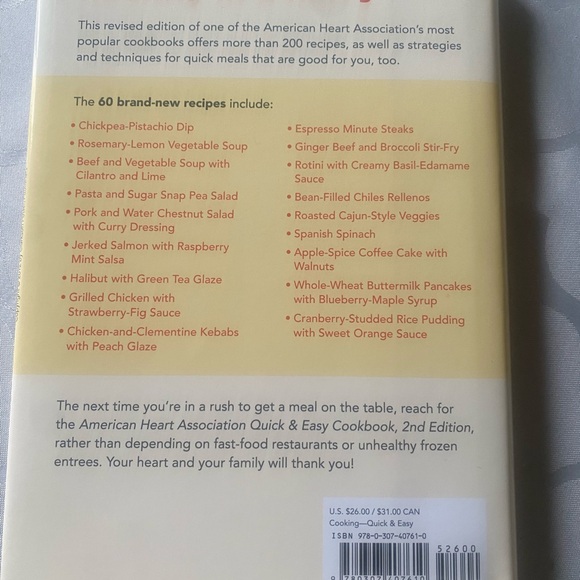 This revised edition of one of the American Heart Association's most
popular cookbooks offers more than 200 recipes, as well as strategies
and techniques for quick meals that are good for you, too.
The 60 brand-new recipes include:
• Chickpea-Pistachio Dip
• Rosemary-Lemon Vegetable Soup
• Beef and Vegetable Soup with
Cilantro and Lime
• Pasta and Sugar Snap Pea Salad
• Pork and Water Chestnut Salad
with Curry Dressing
• Jerked Salmon with Raspberry
Mint Salsa
• Halibut with Green Tea Glaze
• Grilled Chicken with
Strawberry-Fig Sauce
• Chicken-and-Clementine Kebabs
with Peach Glaze
• Espresso Minute Steaks
• Ginger Beef and Broccoli Stir-Fry
• Rotini with Creamy Basil-Edamame
Sauce
• Bean-Filled Chiles Rellenos
• Roasted Cajun-Style Veggies
• Spanish Spinach
• Apple-Spice Coffee Cake with
Walnuts
• Whole-Wheat Buttermilk Pancakes
with Blueberry-Maple Syrup
• Cranberry-Studded Rice Pudding
with Sweet Orange Sauce
The next time you're in a rush to get a meal on the table, reach for
the American Heart Association Quick & Easy Cookbook, 2nd Edition,
rather than depending on fast-food restaurants or unhealthy frozen
entrees. Your heart and your family will thank you!
U.S. $26.00 / $31.00 CAN
Cooking—Quick & Easy
ISBN 978-0-307-40761-0
52600
9 780307 407610